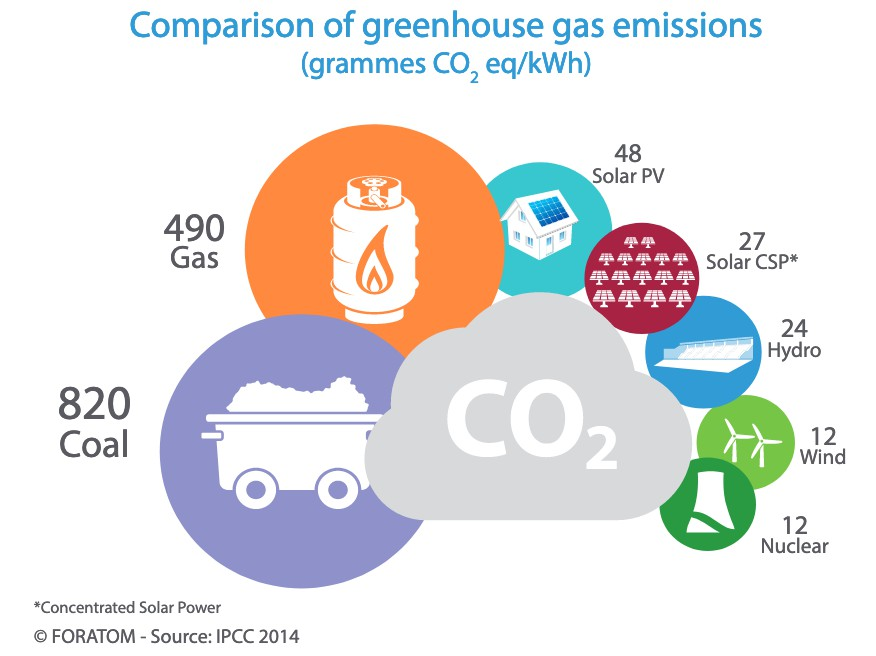 Comparison of greenhouse gas emissions
(grammes CO₂ eq/kWh)
48
Solar PV
490
Gas
27
Solar CSP*
24
Hydro
820
Coal
CO₂
12
Wind
12
Nuclear
*Concentrated Solar Power
© FORATOM - Source: IPCC 2014